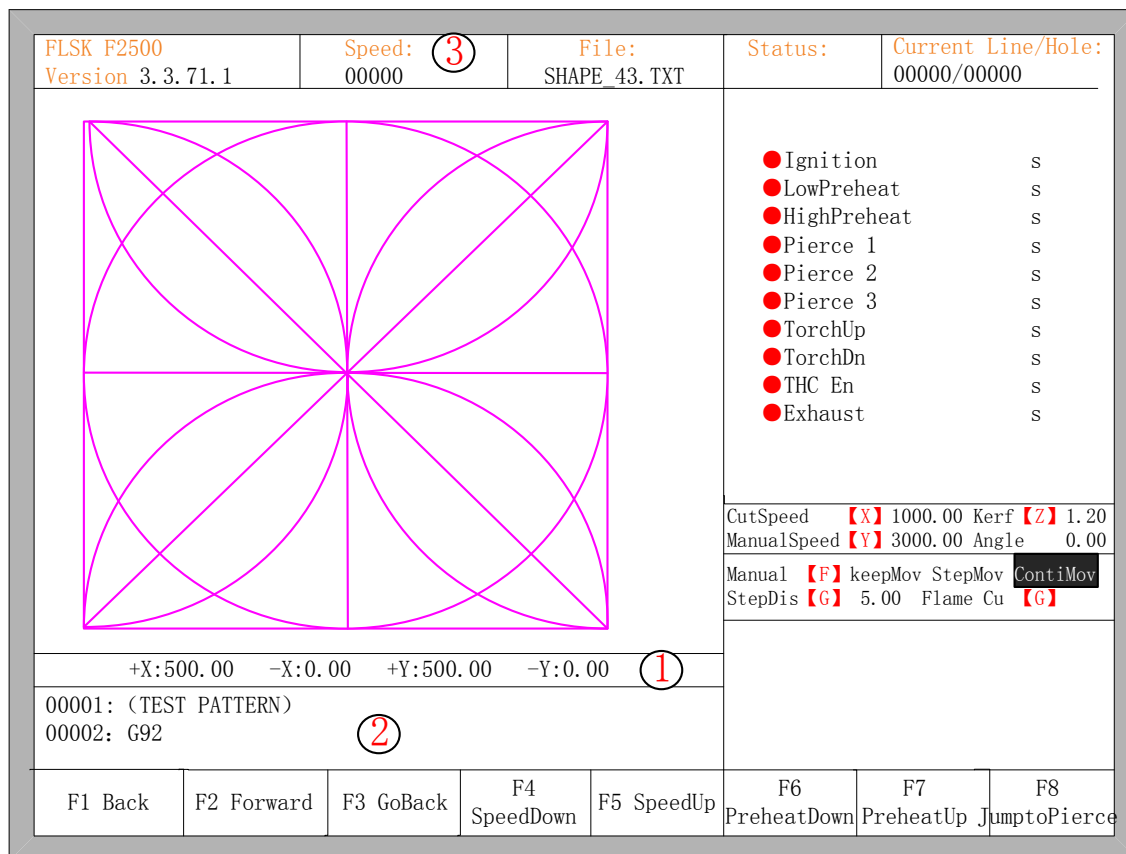 FLSK F2500
Version 3.3.71.1
Speed: ③
00000
File:
SHAPE_43.TXT
Status:
Current Line/Hole:
00000/00000
Ignition s
LowPreheat s
HighPreheat s
Pierce 1 s
Pierce 2 s
Pierce 3 s
TorchUp s
TorchDn s
THC En s
Exhaust s
CutSpeed 【X】 1000.00 Kerf 【Z】 1.20
ManualSpeed 【Y】 3000.00 Angle 0.00
Manual 【F】 keepMov StepMov ContiMov
StepDis 【G】 5.00 Flame Cu 【G】
+X:500.00 -X:0.00 +Y:500.00 -Y:0.00 ①
00001: (TEST PATTERN)
00002: G92 ②
F1 Back
F2 Forward
F3 GoBack
F4
SpeedDown
F5 SpeedUp
F6
PreheatDown
F7
PreheatUp
F8
JumptoPierce